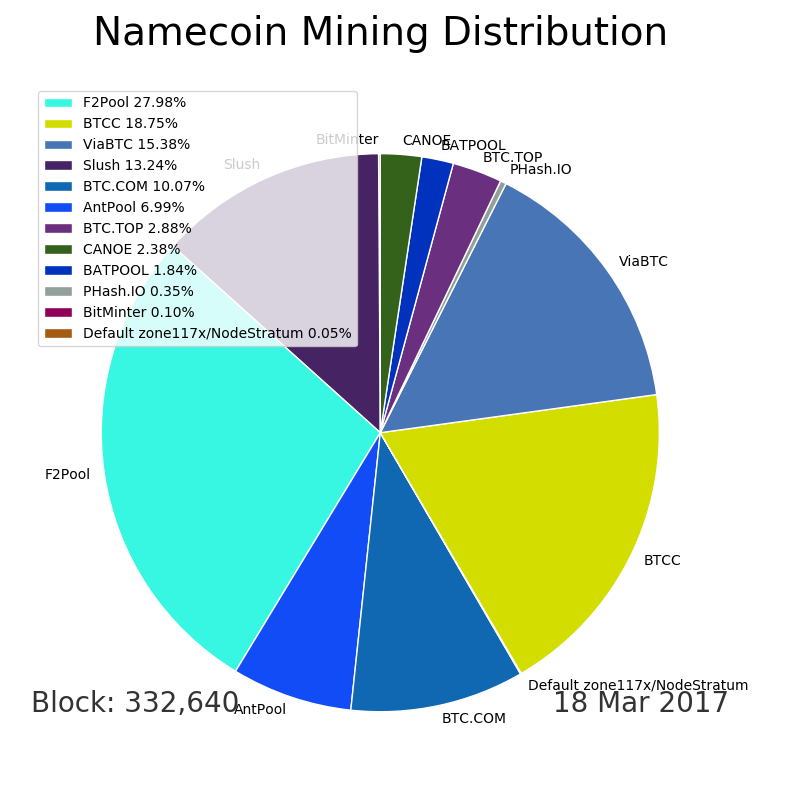 Namecoin Mining Distribution
F2Pool 27.98%
BTCC 18.75%
ViaBTC 15.38%
Slush 13.24%
BTC.COM 10.07%
AntPool 6.99%
BTC.TOP 2.88%
CANOE 2.38%
BATPOOL 1.84%
PHash.IO 0.35%
BitMinter 0.10%
Default zone117x/NodeStratum 0.05%
BitMinter
CANOE
BATPOOL
BTC.TOP
PHash.IO
Slush
ViaBTC
F2Pool
BTCC
Default zone117x/NodeStratum
Block: 332,640
18 Mar 2017
AntPool
BTC.COM